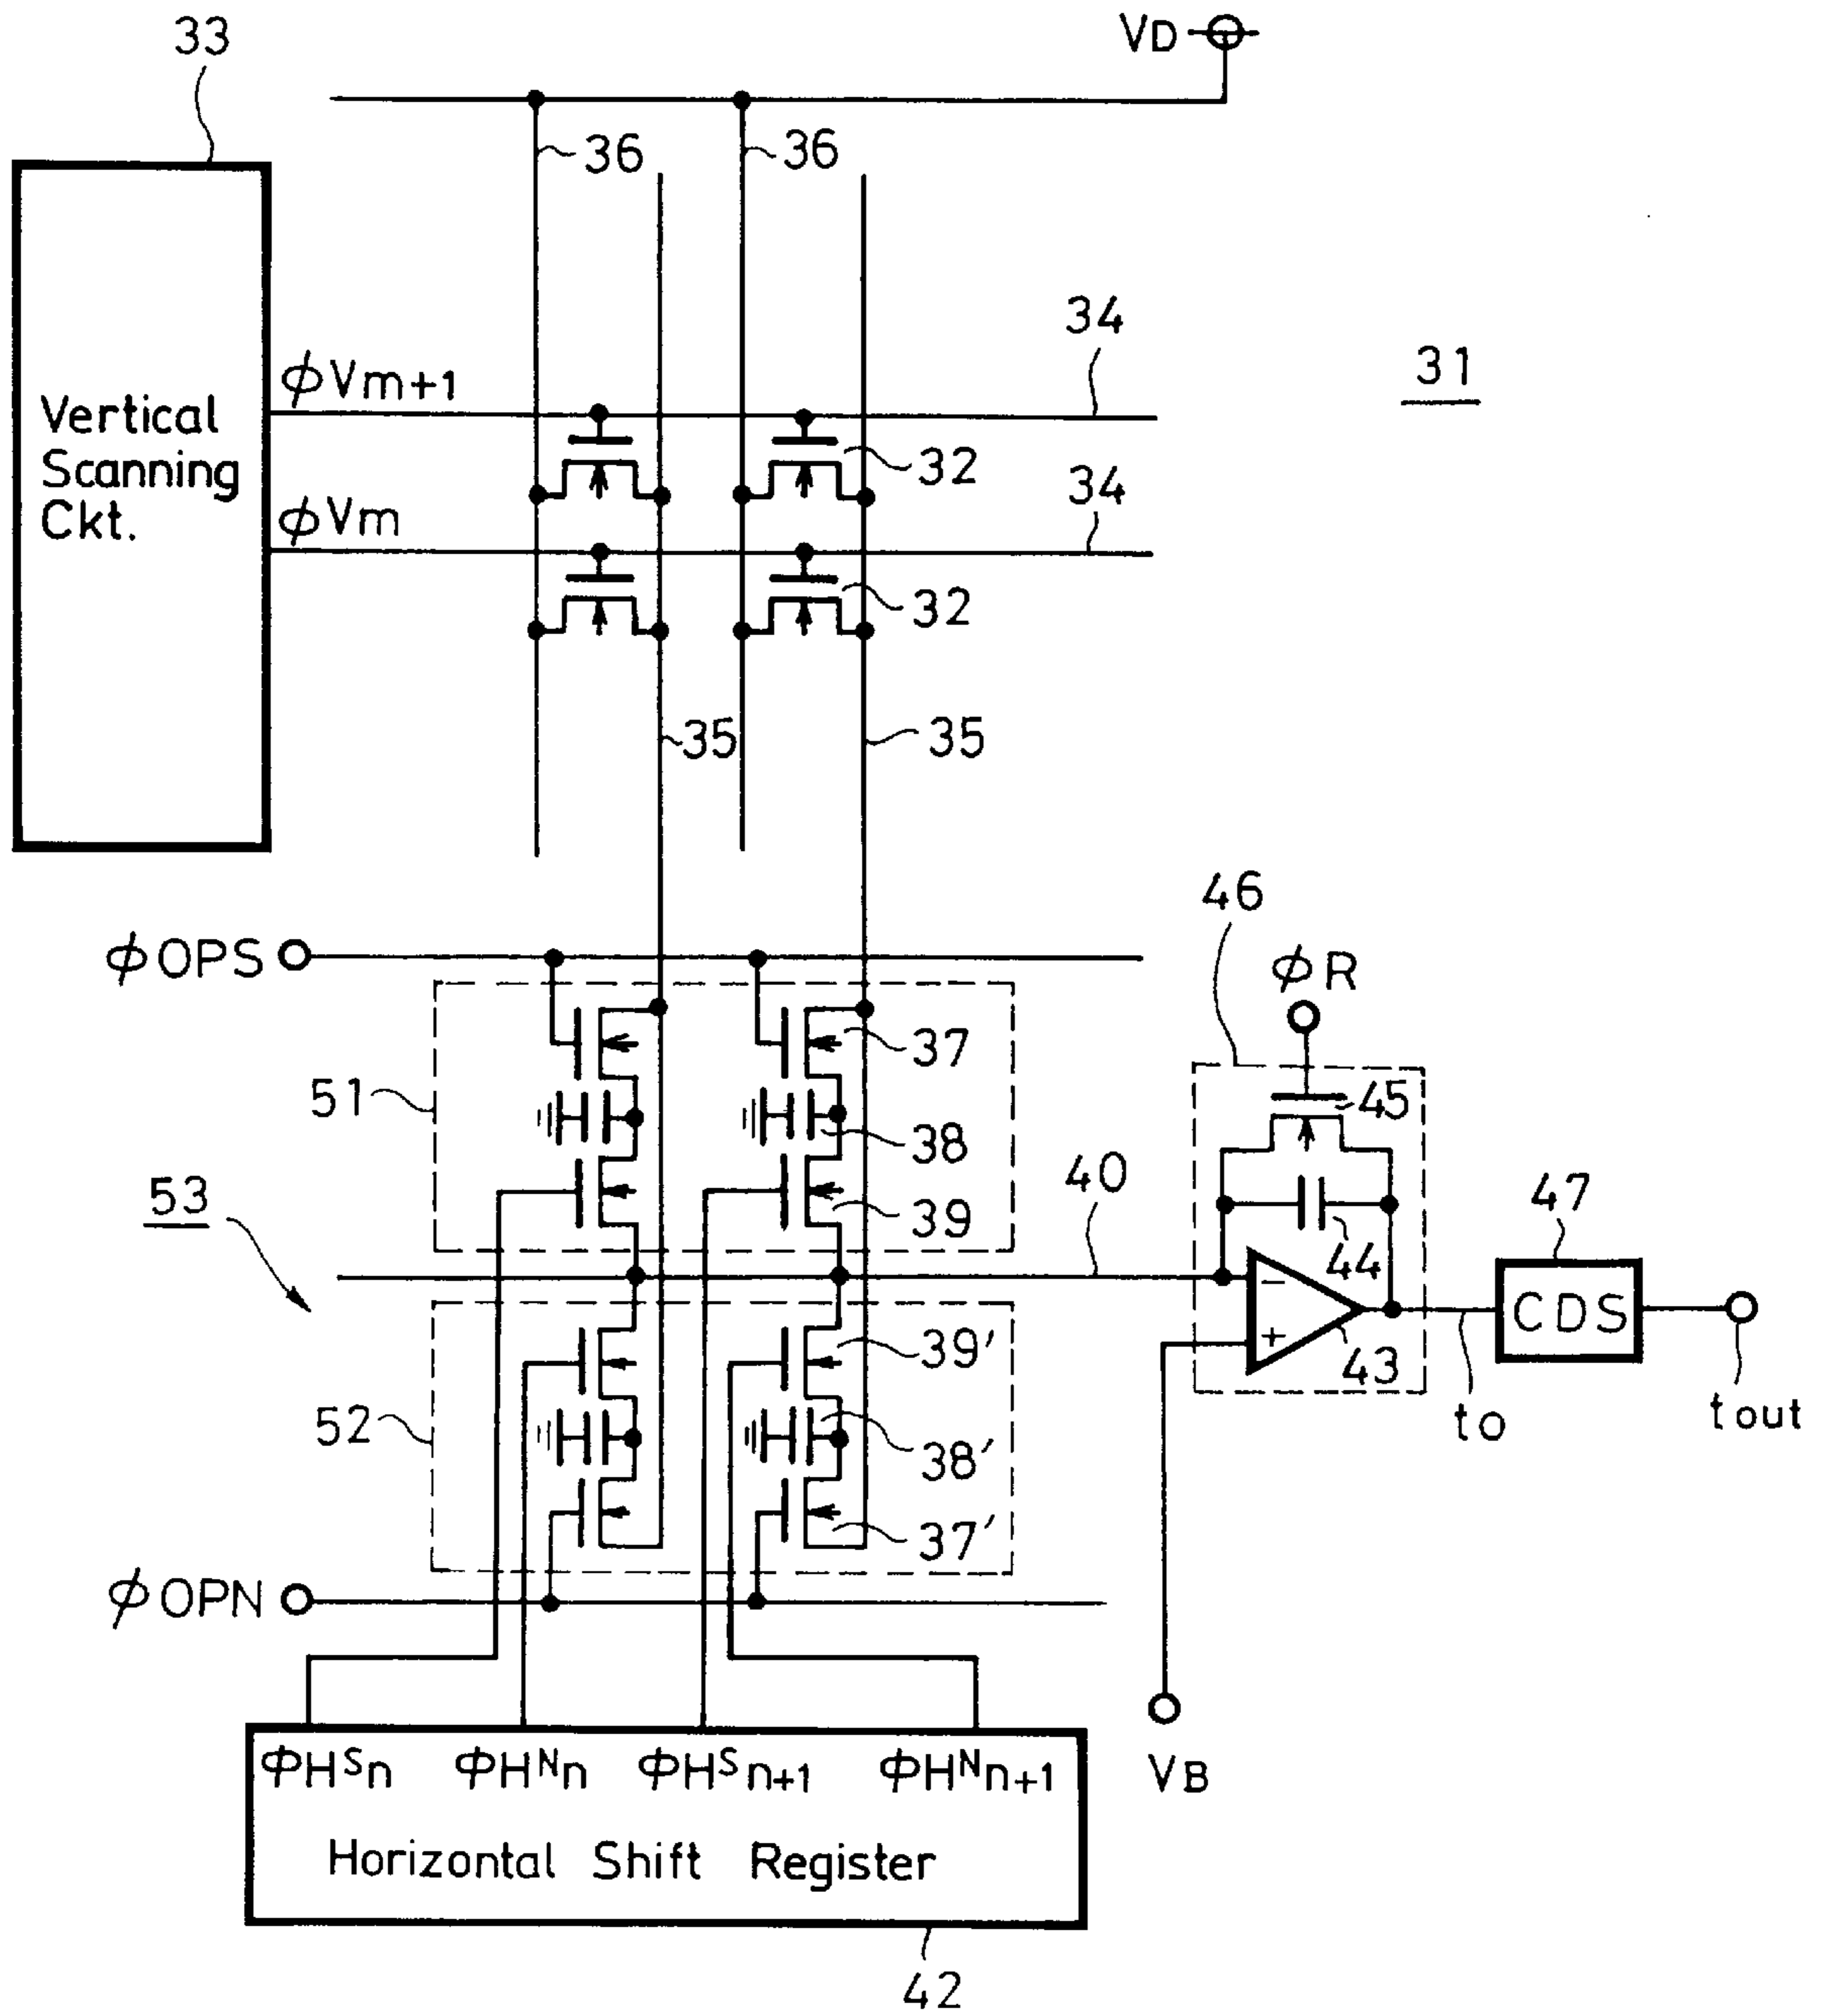 33
VD
36
36
34
31
ϕVm+1
Vertical
Scanning
Ckt.
32
34
ϕVm
32
35
35
46
ϕOPS
ϕR
37
51
45
38
40
53
39
47
44
−
CDS
+
39'
43
52
to
tout
38'
37'
ϕOPN
ϕHSn
ϕHNn
ϕHSn+1
ϕHNn+1
VB
Horizontal Shift Register
42